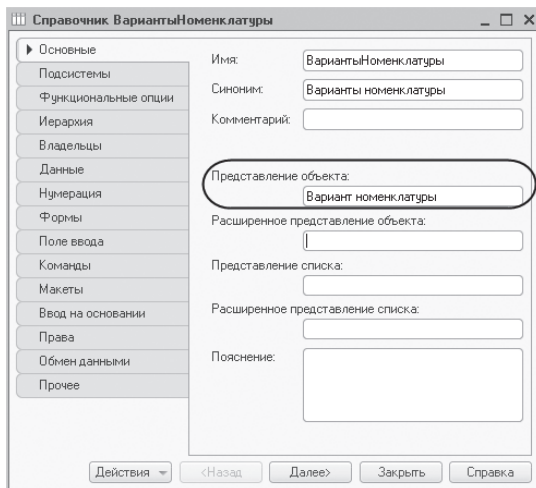 Справочник ВариантыНоменклатуры
Основные
Подсистемы
Функциональные опции
Иерархия
Владельцы
Данные
Нумерация
Формы
Поле ввода
Команды
Макеты
Ввод на основании
Права
Обмен данными
Прочее
Имя: ВариантыНоменклатуры
Синоним: Варианты номенклатуры
Комментарий:
Представление объекта:
Вариант номенклатуры
Расширенное представление объекта:
Представление списка:
Расширенное представление списка:
Пояснение:
Действия <Назад Далее> Закрыть Справка